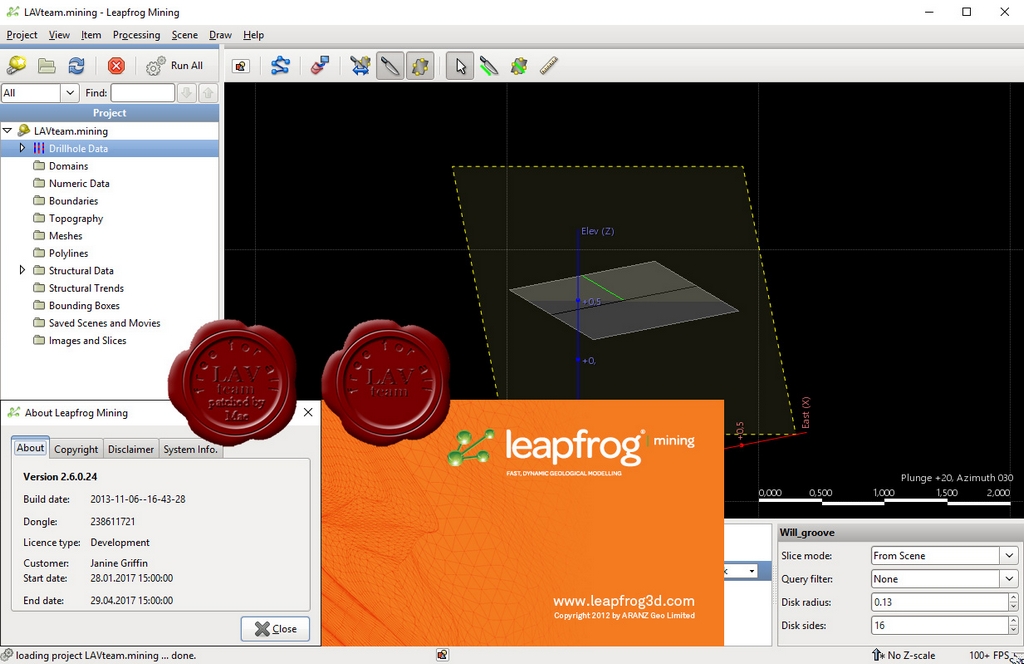 LAVteam.mining - Leapfrog Mining
Project View Item Processing Scene Draw Help
Run All
All Find:
Project
LAVteam.mining
Drillhole Data
Domains
Numeric Data
Boundaries
Topography
Meshes
Polylines
Structural Data
Structural Trends
Bounding Boxes
Saved Scenes and Movies
Images and Slices
Elev (Z)
+0.5
+0.
+0.5
East (X)
Plunge +20, Azimuth 030
0,000 0,500 1,000 1,500 2,000
for
LAV
team
patched by
Mac
for
LAV
team
About Leapfrog Mining
About Copyright Disclaimer System Info.
Version 2.6.0.24
Build date: 2013-11-06--16-43-28
Dongle: 238611721
Licence type: Development
Customer: Janine Griffin
Start date: 28.01.2017 15:00:00
End date: 29.04.2017 15:00:00
Close
leapfrog® | mining
FAST, DYNAMIC GEOLOGICAL MODELLING
www.leapfrog3d.com
Copyright 2012 by ARANZ Geo Limited
Will_groove
Slice mode: From Scene
Query filter: None
Disk radius: 0.13
Disk sides: 16
loading project LAVteam.mining ... done.
No Z-scale
100+ FPS